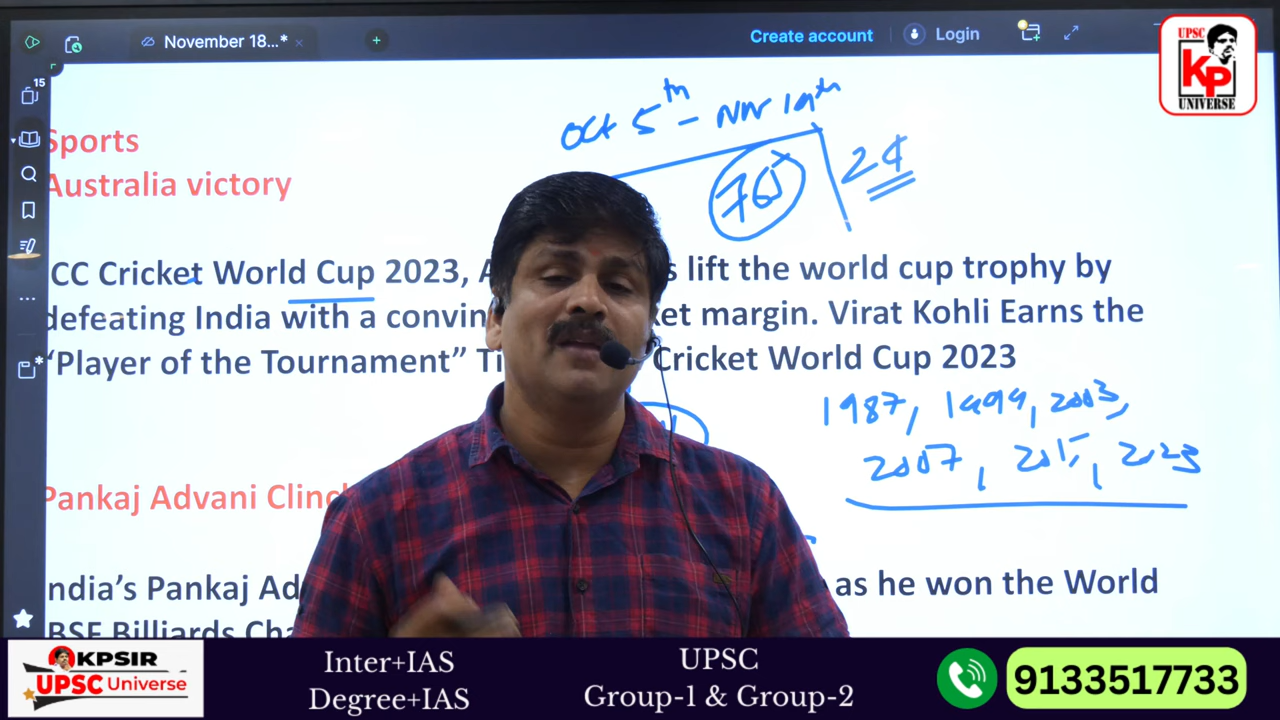 November 18...*
Create account
Login
UPSC
KP
UNIVERSE
15
Oct 5th - Nov 19th
765
24
Sports
Australia victory
CC Cricket World Cup 2023, A s lift the world cup trophy by
defeating India with a convin ket margin. Virat Kohli Earns the
"Player of the Tournament" Ti Cricket World Cup 2023
1987, 1999, 2003,
2007, 2015, 2023
Pankaj Advani Clinch
ndia's Pankaj Ad as he won the World
BSF Billiards Cha
KPSIR
UPSC Universe
Inter+IAS
Degree+IAS
UPSC
Group-1 & Group-2
9133517733